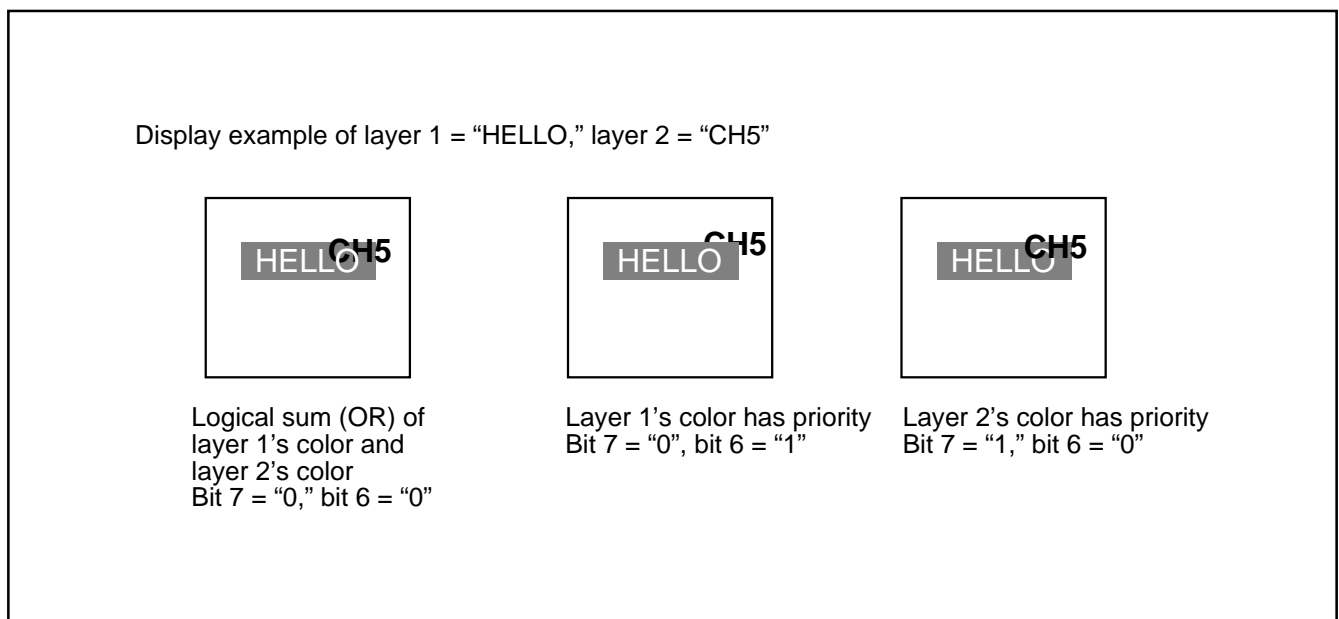 Display example of layer 1 = “HELLO,” layer 2 = “CH5”
HELLO CH5
HELLO CH5
HELLO CH5
Logical sum (OR) of
layer 1’s color and
layer 2’s color
Bit 7 = “0,” bit 6 = “0”
Layer 1’s color has priority
Bit 7 = “0”, bit 6 = “1”
Layer 2’s color has priority
Bit 7 = “1,” bit 6 = “0”